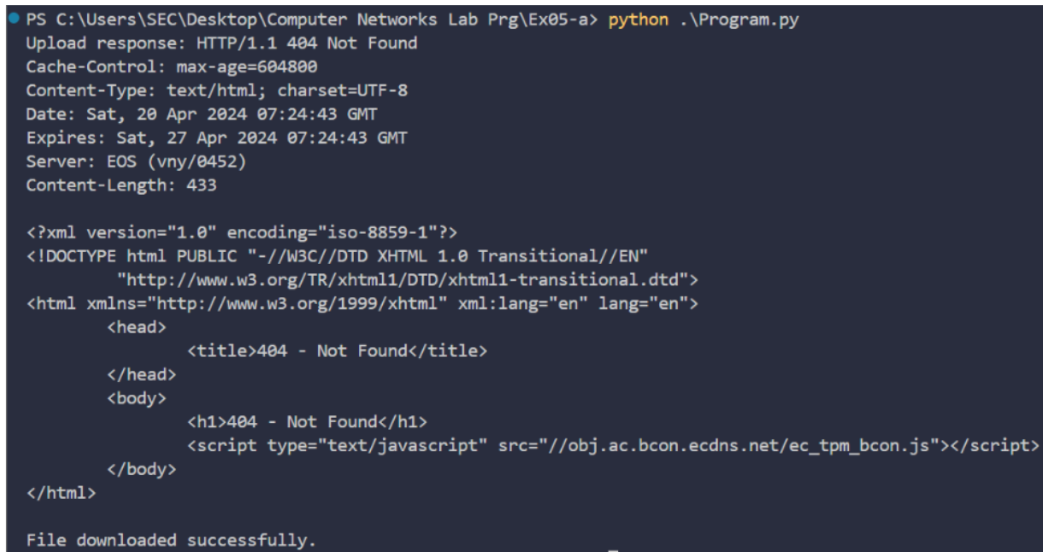 PS C:\Users\SEC\Desktop\Computer Networks Lab Prg\Ex05-a> python .\Program.py
Upload response: HTTP/1.1 404 Not Found
Cache-Control: max-age=604800
Content-Type: text/html; charset=UTF-8
Date: Sat, 20 Apr 2024 07:24:43 GMT
Expires: Sat, 27 Apr 2024 07:24:43 GMT
Server: EOS (vny/0452)
Content-Length: 433

<?xml version="1.0" encoding="iso-8859-1"?>
<!DOCTYPE html PUBLIC "-//W3C//DTD XHTML 1.0 Transitional//EN"
         "http://www.w3.org/TR/xhtml1/DTD/xhtml1-transitional.dtd">
<html xmlns="http://www.w3.org/1999/xhtml" xml:lang="en" lang="en">
        <head>
                <title>404 - Not Found</title>
        </head>
        <body>
                <h1>404 - Not Found</h1>
                <script type="text/javascript" src="//obj.ac.bcon.ecdns.net/ec_tpm_bcon.js"></script>
        </body>
</html>

File downloaded successfully.